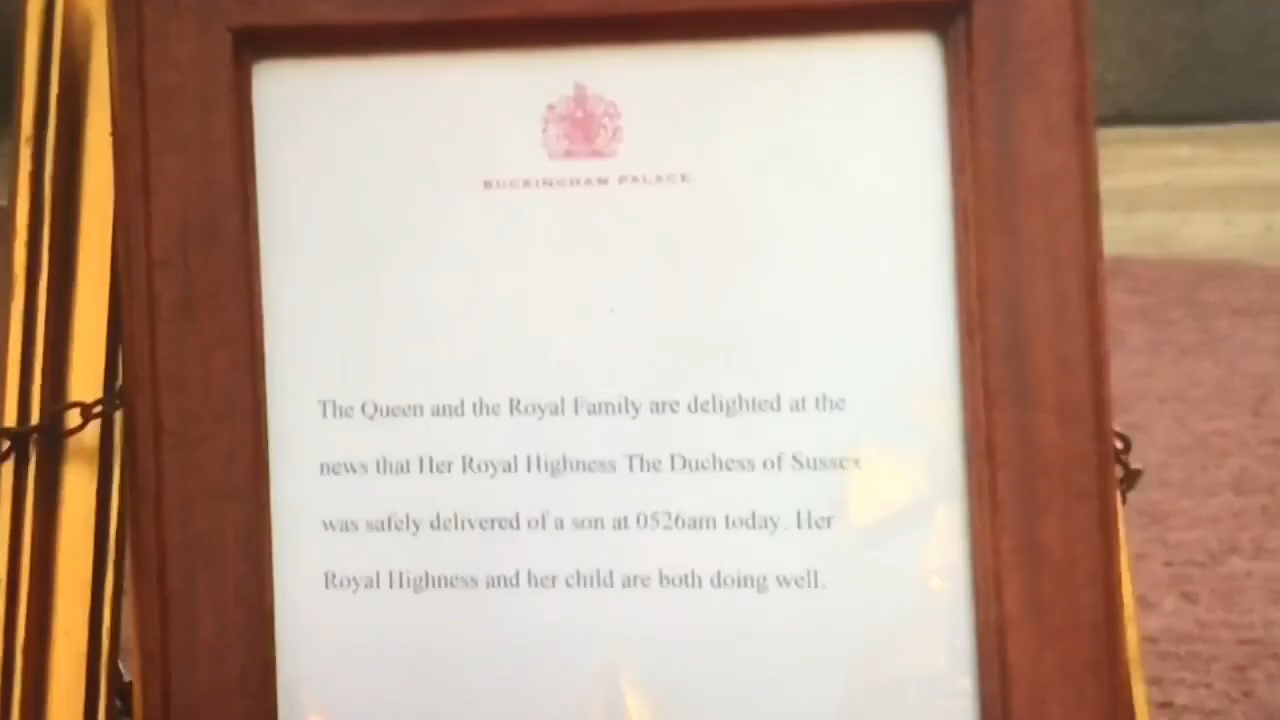 BUCKINGHAM PALACE
The Queen and the Royal Family are delighted at the
news that Her Royal Highness The Duchess of Sussex
was safely delivered of a son at 0526am today. Her
Royal Highness and her child are both doing well.